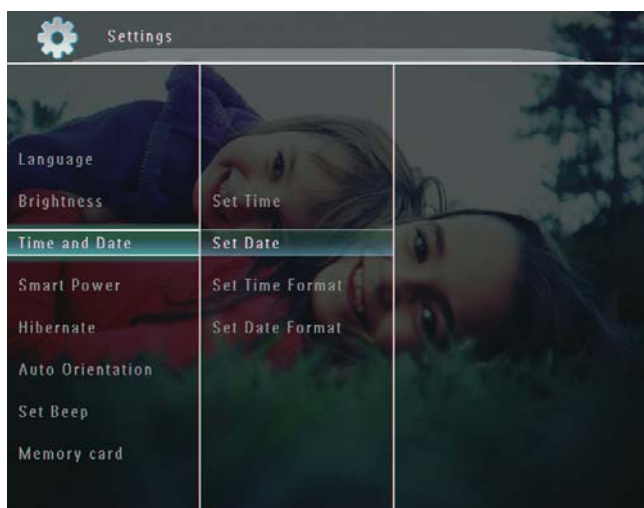 Settings
Language
Brightness
Time and Date
Smart Power
Hibernate
Auto Orientation
Set Beep
Memory card
Set Time
Set Date
Set Time Format
Set Date Format